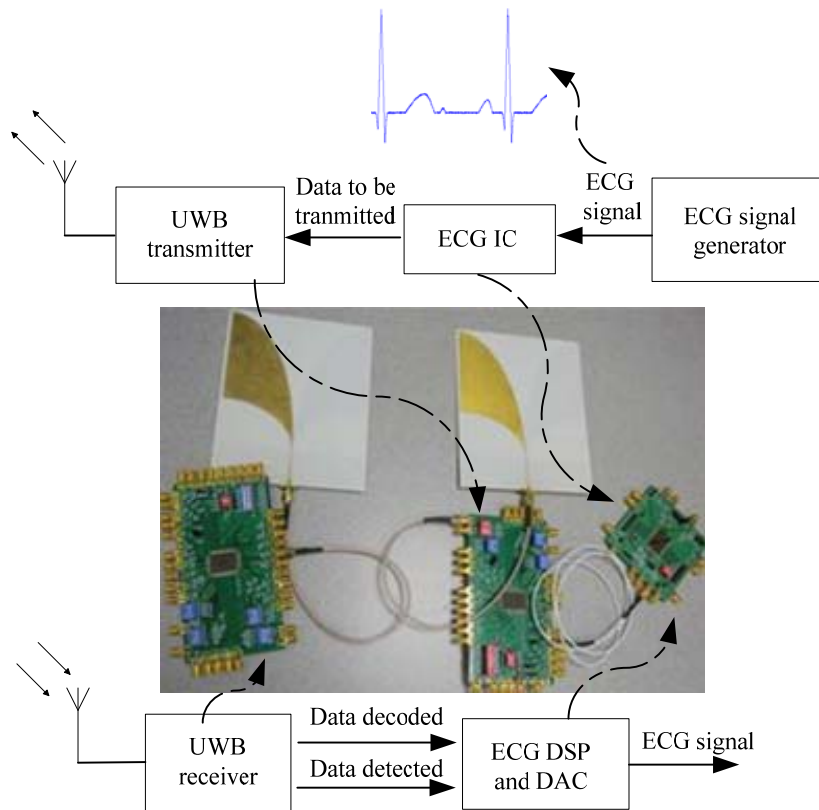 ECG
signal
Data to be
tranmitted
UWB
transmitter
ECG IC
ECG signal
generator
UWB
receiver
Data decoded
Data detected
ECG DSP
and DAC
ECG signal